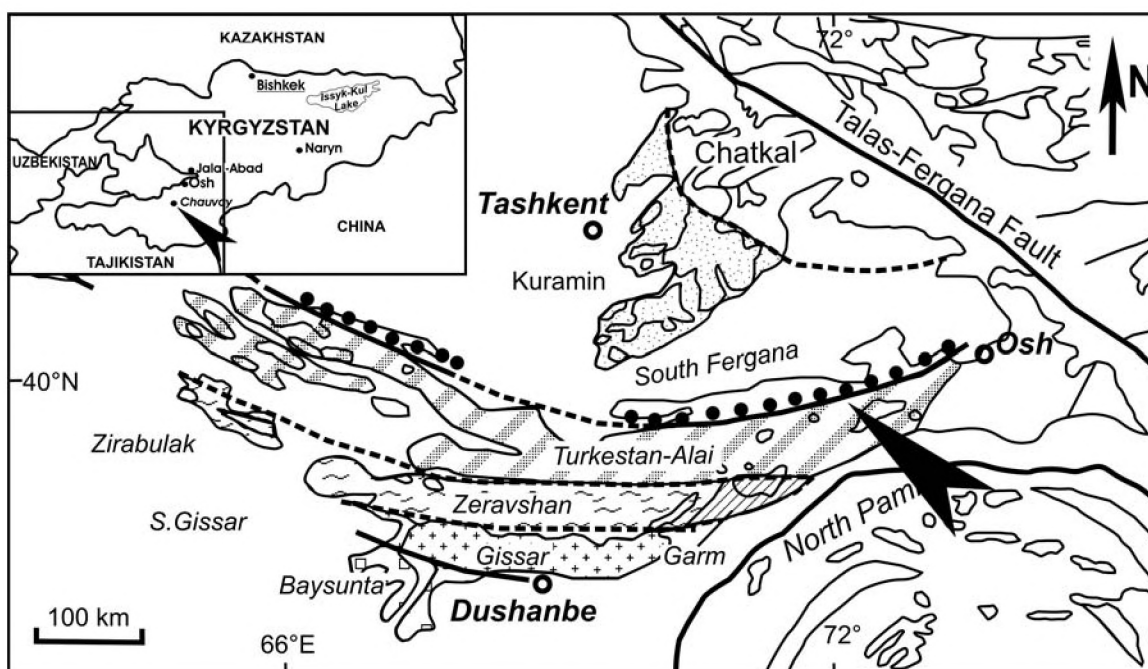 KAZAKHSTAN
Bishkek
Issyk-Kul
Lake
KYRGYZSTAN
Naryn
UZBEKISTAN
Jalal-Abad
Osh
Chauvay
CHINA
TAJIKISTAN
72°
N
Talas-Fergana Fault
Chatkal
Tashkent
Kuramin
South Fergana
Osh
40°N
Zirabulak
Turkestan-Alai
Zeravshan
North Pamir
S.Gissar
Gissar
Garm
Baysunta
Dushanbe
100 km
66°E
72°